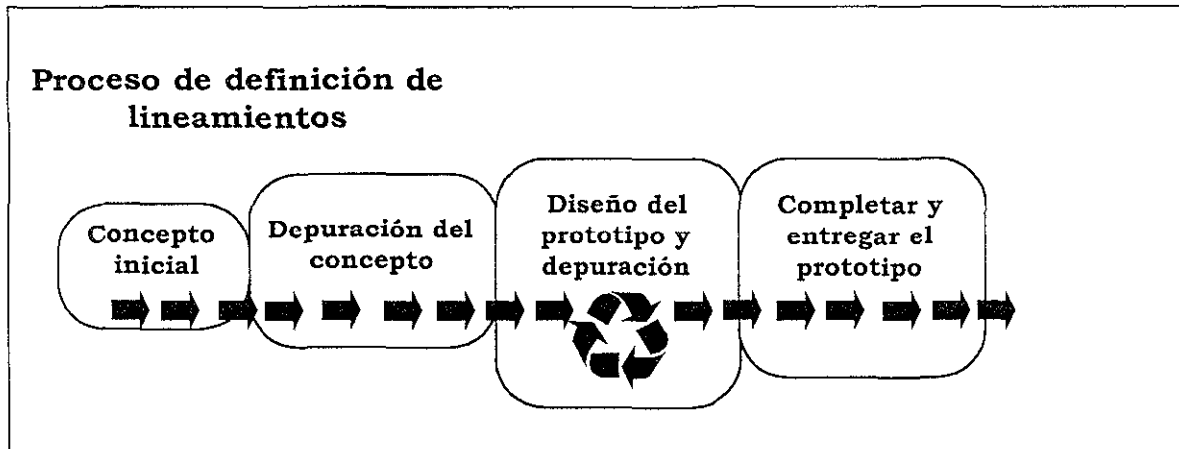 Proceso de definición de
lineamientos
Concepto
inicial
Depuración del
concepto
Diseño del
prototipo y
depuración
Completar y
entregar el
prototipo